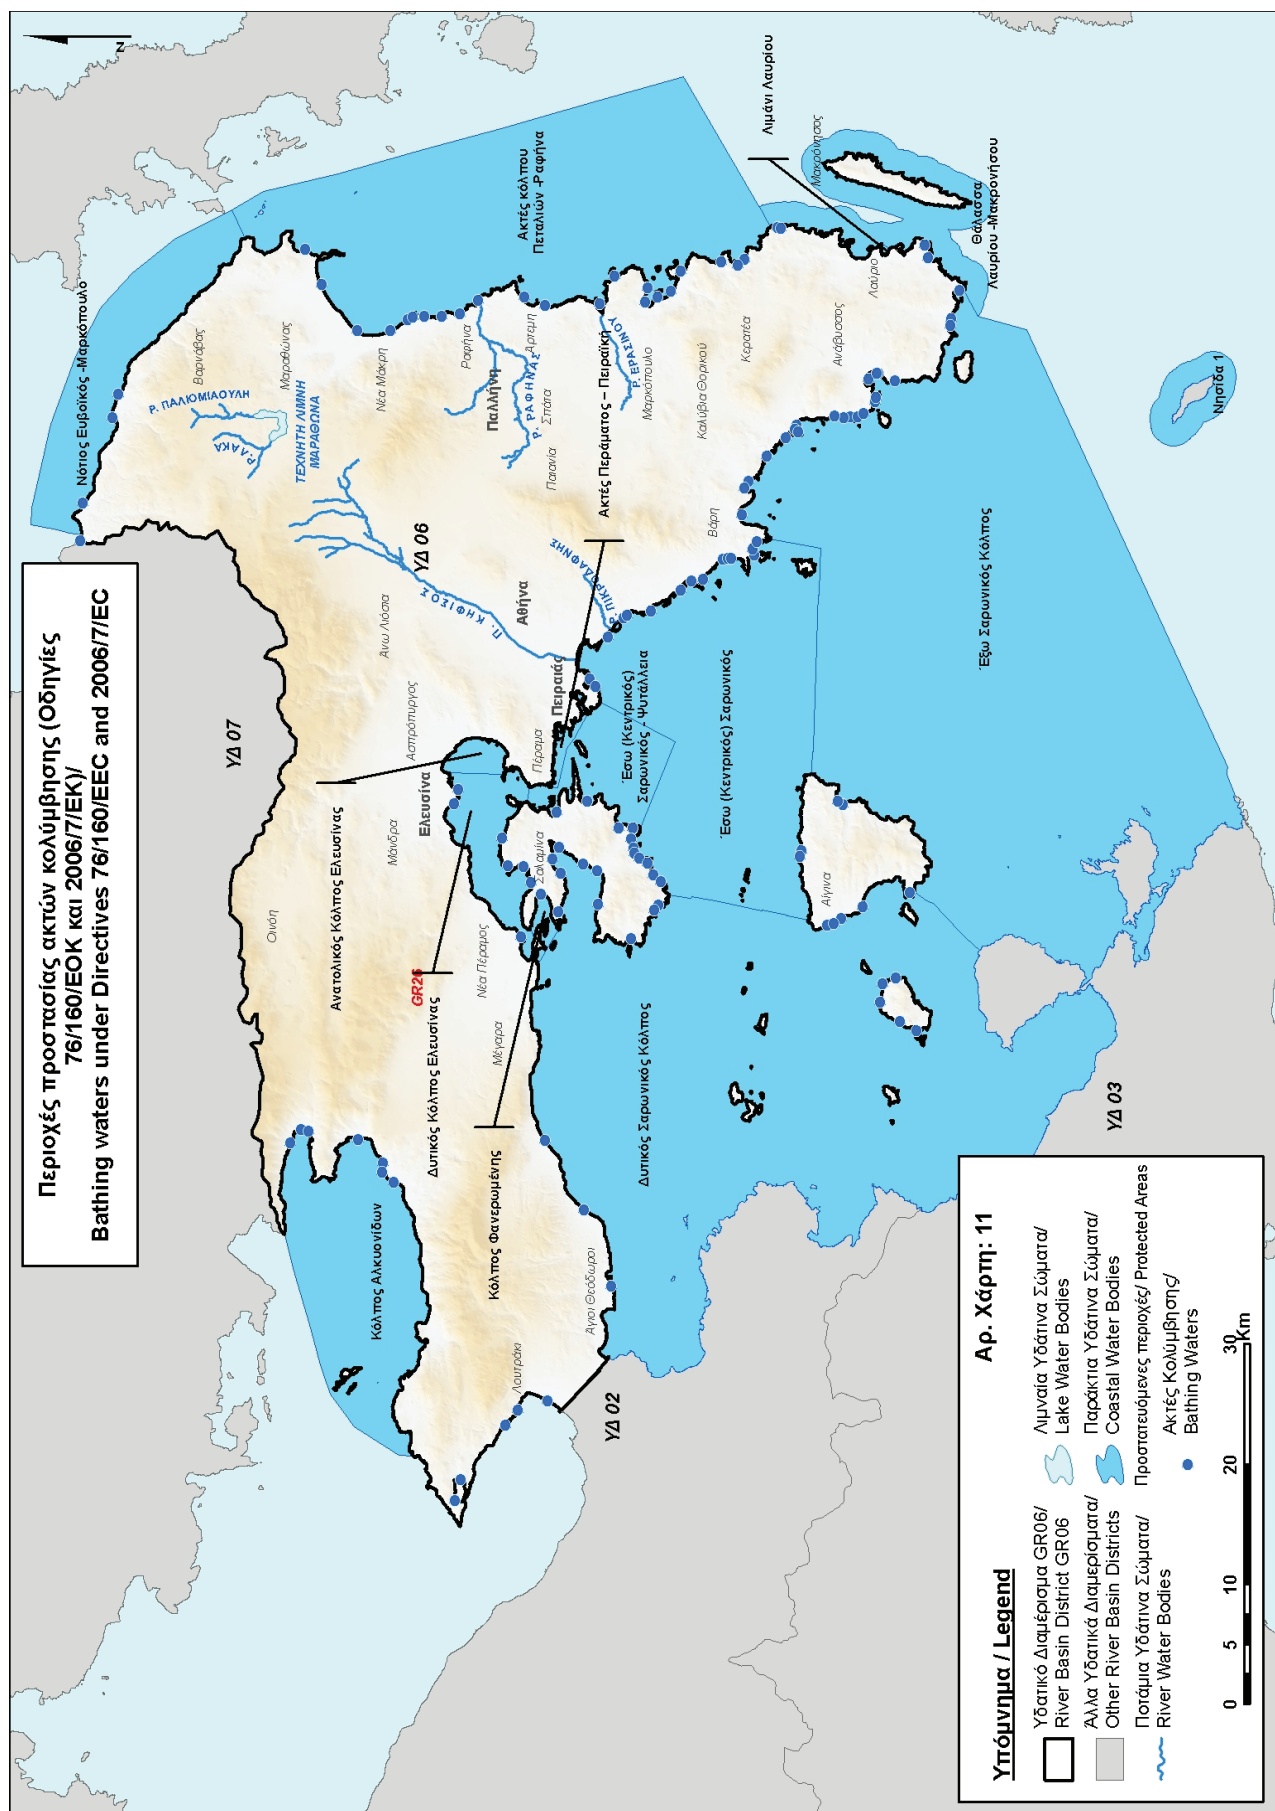 Περιοχές προστασίας ακτών κολύμβησης (Οδηγίες
76/160/ΕΟΚ και 2006/7/ΕΚ)/
Bathing waters under Directives 76/160/EEC and 2006/7/EC
Z
ΥΔ 07
ΥΔ 06
ΥΔ 02
ΥΔ 03
GR26
Νότιος Ευβοϊκός -Μαρκόπουλο
Βαρνάβας
Ρ. ΠΑΛΙΟΜΙΑΟΥΛΗ
Ρ. ΛΑΚΑ
Μαραθώνας
ΤΕΧΝΗΤΗ ΛΙΜΝΗ
ΜΑΡΑΘΩΝΑ
Νέα Μάκρη
Οινόη
Ανω Λιόσια
Π. ΚΗΦΙΣΟΣ
Ραφήνα
Παλλήνη
Ρ. ΡΑΦΗΝΑΣ
Αρτεμη
Σπάτα
Παιανία
Ακτές κόλπου
Πεταλιών -Ραφήνα
Ανατολικός Κόλπος Ελευσίνας
Μάνδρα
Ασπρόπυργος
Ελευσίνα
Αθήνα
Ρ. ΠΙΚΡΟΔΑΦΝΗΣ
Ακτές Περάματος – Πειραϊκή
Ρ. ΕΡΑΣΙΝΟΥ
Μαρκόπουλο
Κόλπος Αλκυονίδων
Δυτικός Κόλπος Ελευσίνας
Νέα Πέραμος
Μέγαρα
Κόλπος Φανερωμένης
Σαλαμίνα
Πέραμα
Πειραιάς
Καλύβια Θορικού
Κερατέα
Βάρη
Ανάβυσσος
Λαύριο
Λιμάνι Λαυρίου
Μακρόνησος
Θάλασσα
Λαυρίου -Μακρονήσου
Λουτράκι
Άγιοι Θεόδωροι
Δυτικός Σαρωνικός Κόλπος
Έσω (Κεντρικός)
Σαρωνικός - Ψυτάλλεια
Έσω (Κεντρικός) Σαρωνικός
Αίγινα
Έξω Σαρωνικός Κόλπος
Νησίδα 1
Αρ. Χάρτη: 11
Υπόμνημα / Legend
Υδατικό Διαμέρισμα GR06/
River Basin District GR06
Άλλα Υδατικά Διαμερίσματα/
Other River Basin Districts
Ποτάμια Υδάτινα Σώματα/
River Water Bodies
Λιμναία Υδάτινα Σώματα/
Lake Water Bodies
Παράκτια Υδάτινα Σώματα/
Coastal Water Bodies
Προστατευόμενες περιοχές/ Protected Areas
Ακτές Κολύμβησης/
Bathing Waters
0 5 10 20 30
Km